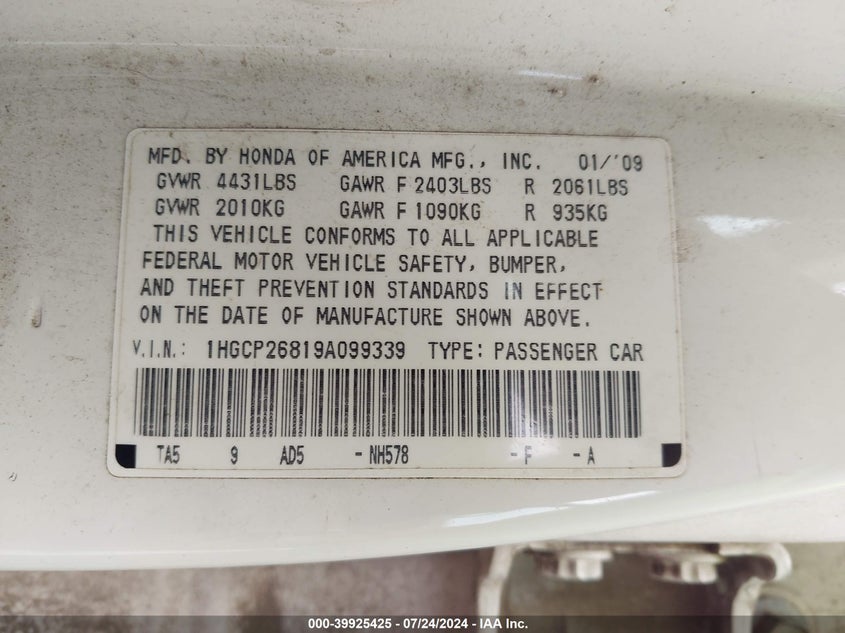 MFD. BY HONDA OF AMERICA MFG., INC. 01/'09
GVWR 4431LBS GAWR F 2403LBS R 2061LBS
GVWR 2010KG GAWR F 1090KG R 935KG
THIS VEHICLE CONFORMS TO ALL APPLICABLE
FEDERAL MOTOR VEHICLE SAFETY, BUMPER,
AND THEFT PREVENTION STANDARDS IN EFFECT
ON THE DATE OF MANUFACTURE SHOWN ABOVE.
V.I.N.: 1HGCP26819A099339 TYPE: PASSENGER CAR
TA5 9 AD5 -NH578 -F -A
000-39925425 - 07/24/2024 - IAA Inc.